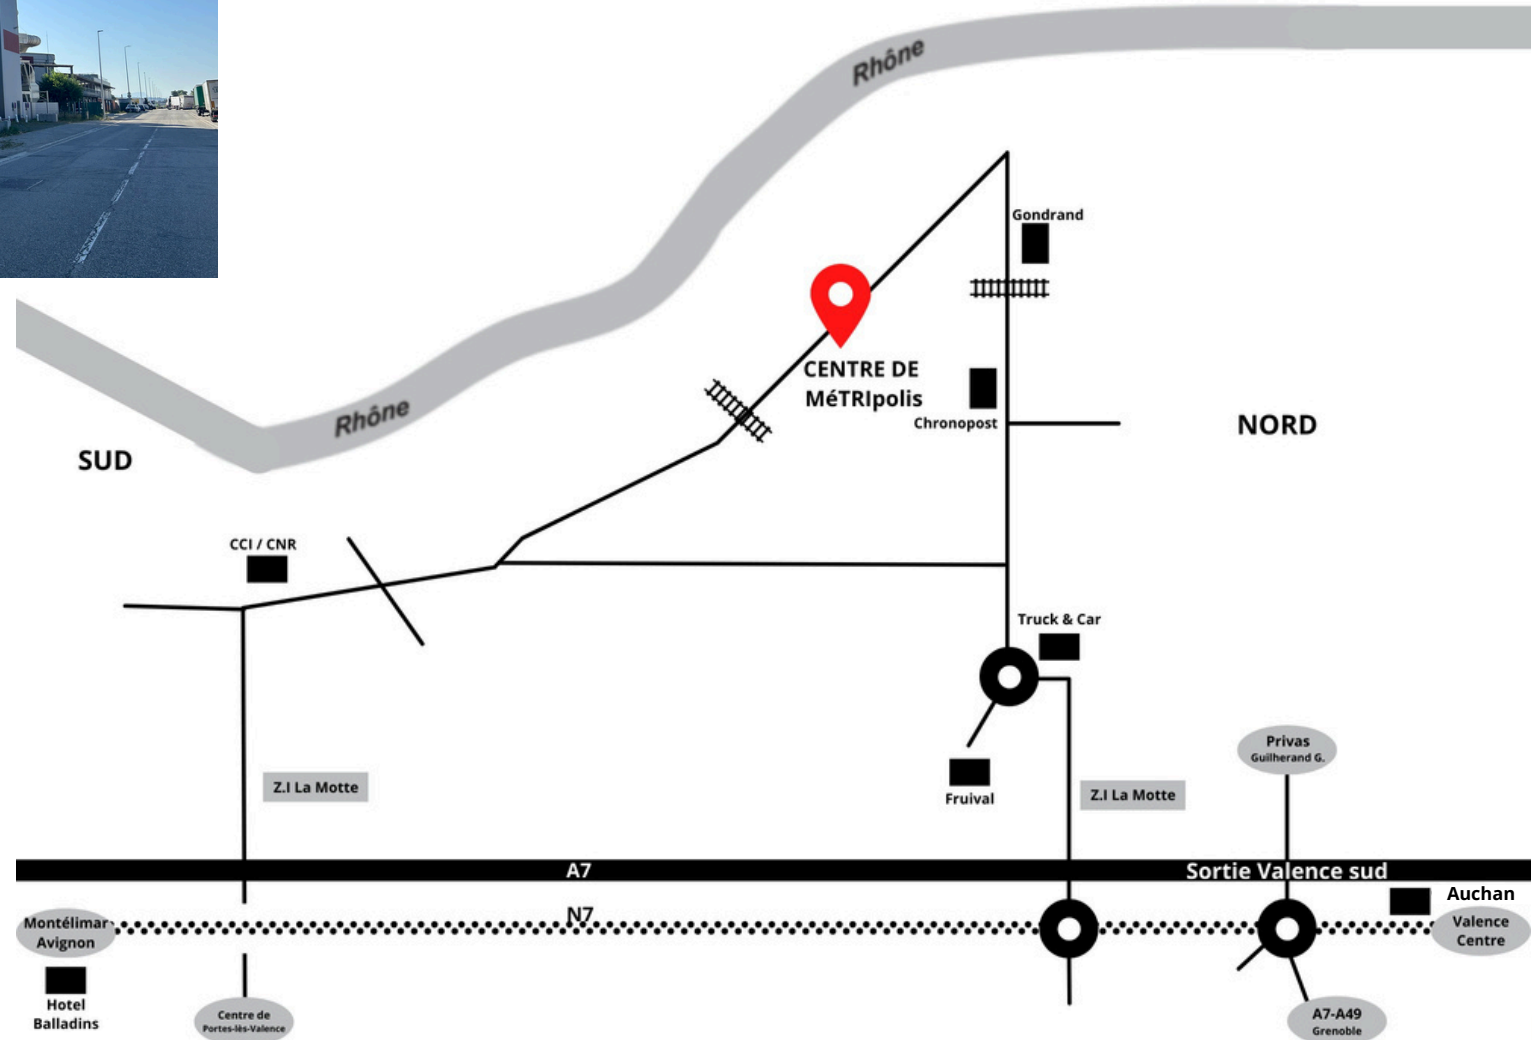 Rhône
Gondrand
CENTRE DE
MéTRIpolis
Rhône
Chronopost
NORD
SUD
CCI / CNR
Truck & Car
Privas
Guilherand G.
Z.I La Motte
Z.I La Motte
Fruival
A7
Sortie Valence sud
Auchan
N7
Montélimar
Avignon
Valence
Centre
Hotel
Balladins
Centre de
Portes-lès-Valence
A7-A49
Grenoble